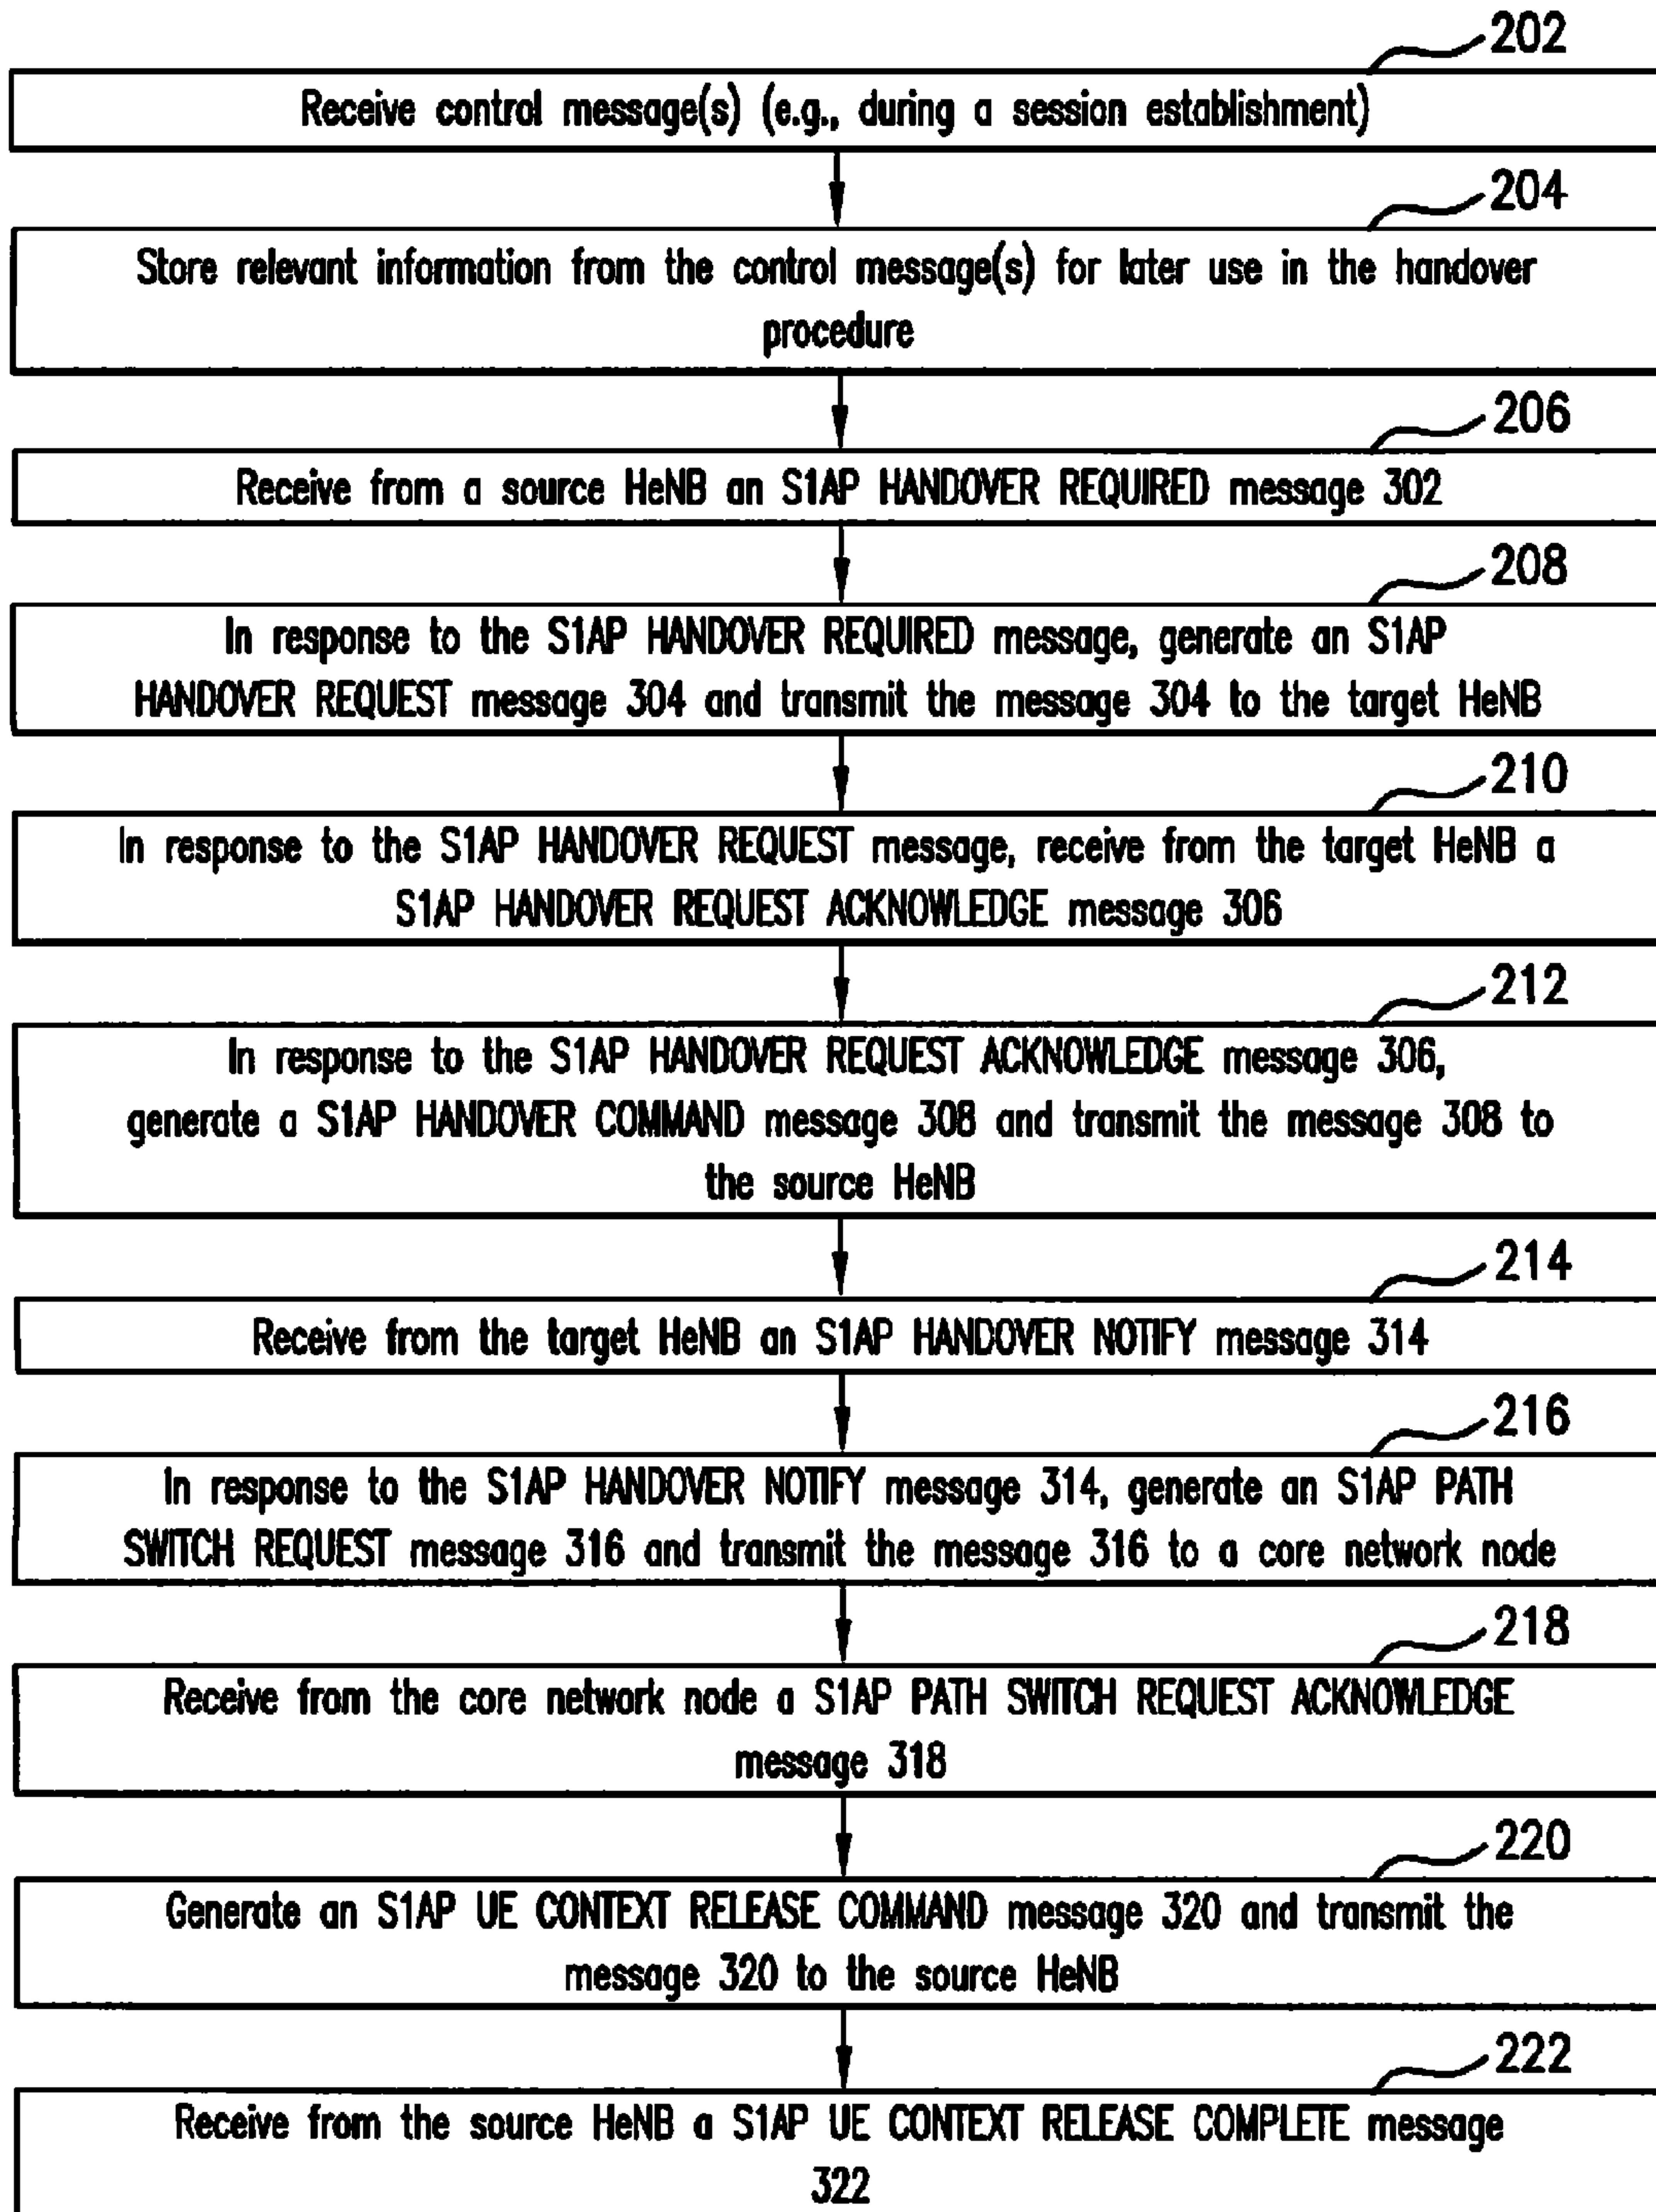 202
Receive control message(s) (e.g., during a session establishment)
204
Store relevant information from the control message(s) for later use in the handover
procedure
206
Receive from a source HeNB an S1AP HANDOVER REQUIRED message 302
208
In response to the S1AP HANDOVER REQUIRED message, generate an S1AP
HANDOVER REQUEST message 304 and transmit the message 304 to the target HeNB
210
In response to the S1AP HANDOVER REQUEST message, receive from the target HeNB a
S1AP HANDOVER REQUEST ACKNOWLEDGE message 306
212
In response to the S1AP HANDOVER REQUEST ACKNOWLEDGE message 306,
generate a S1AP HANDOVER COMMAND message 308 and transmit the message 308 to
the source HeNB
214
Receive from the target HeNB an S1AP HANDOVER NOTIFY message 314
216
In response to the S1AP HANDOVER NOTIFY message 314, generate an S1AP PATH
SWITCH REQUEST message 316 and transmit the message 316 to a core network node
218
Receive from the core network node a S1AP PATH SWITCH REQUEST ACKNOWLEDGE
message 318
220
Generate an S1AP UE CONTEXT RELEASE COMMAND message 320 and transmit the
message 320 to the source HeNB
222
Receive from the source HeNB a S1AP UE CONTEXT RELEASE COMPLETE message
322